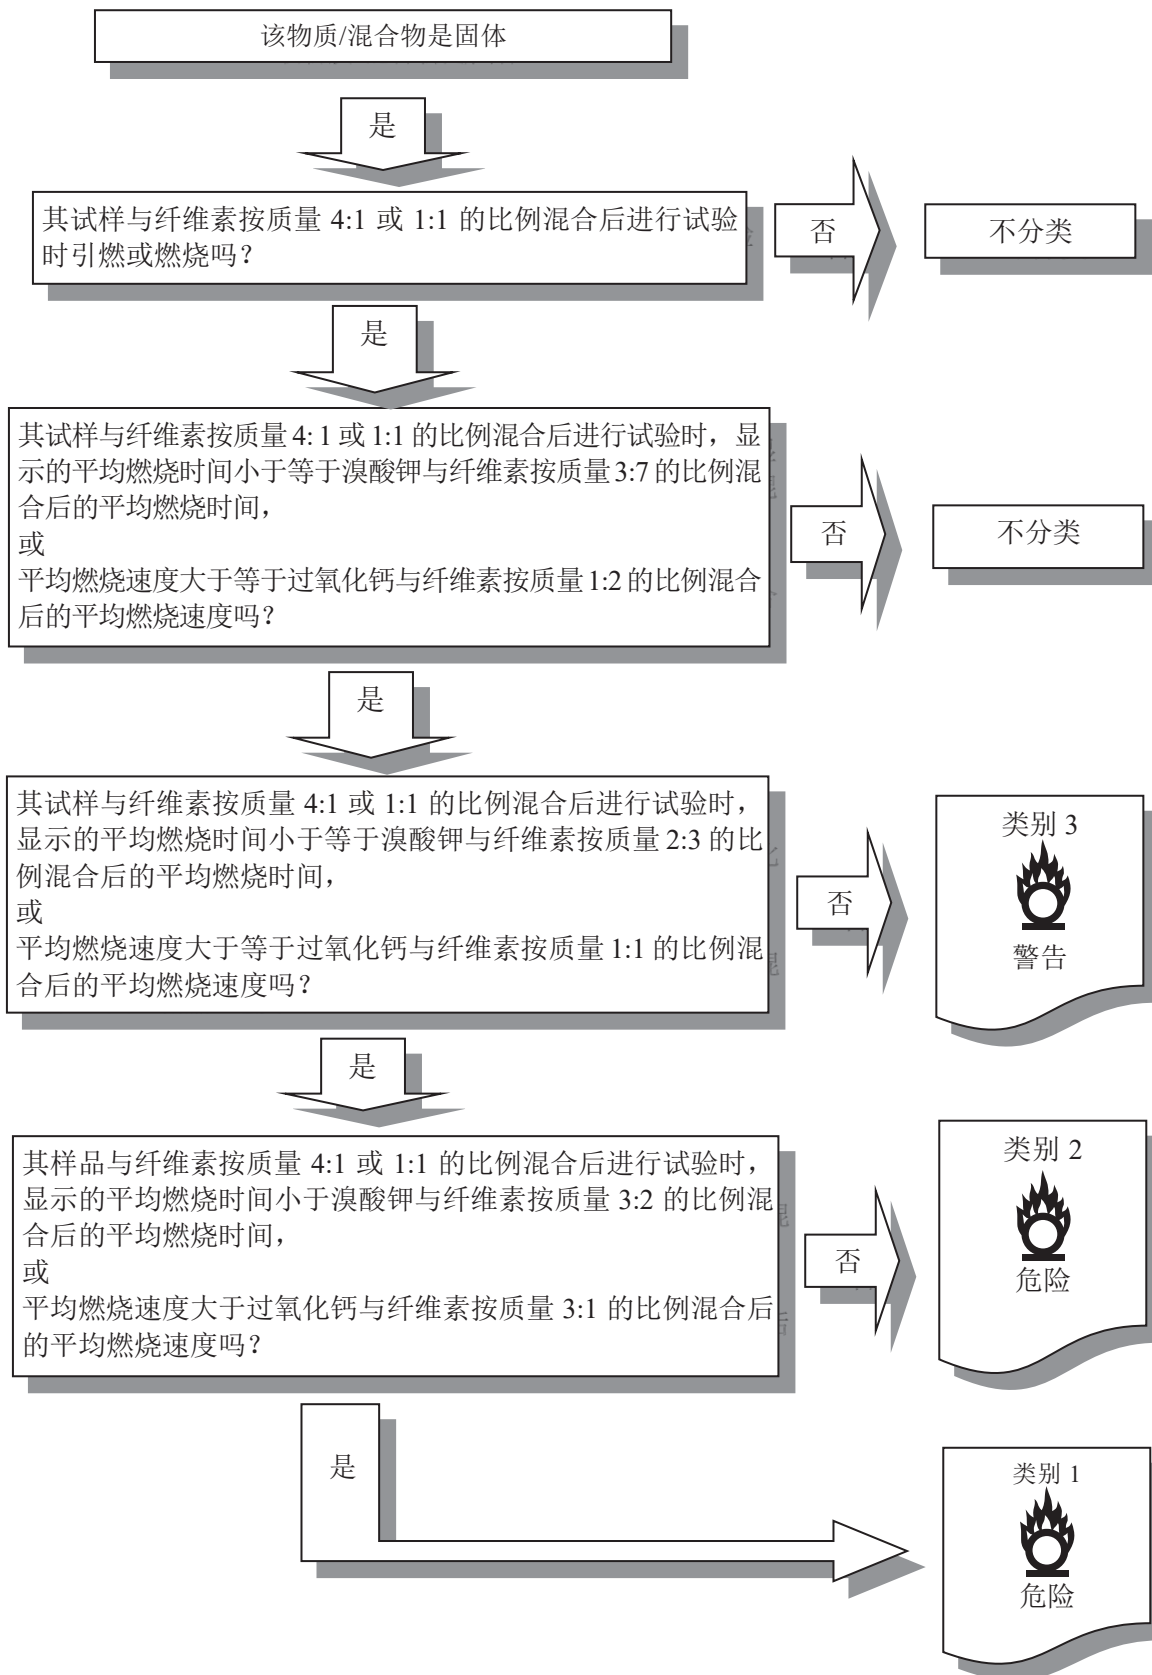 该物质/混合物是固体
是
其试样与纤维素按质量 4:1 或 1:1 的比例混合后进行试验
时引燃或燃烧吗？
否
不分类
是
其试样与纤维素按质量 4: 1 或 1:1 的比例混合后进行试验时，显
示的平均燃烧时间小于等于溴酸钾与纤维素按质量 3:7 的比例混
合后的平均燃烧时间，
或
平均燃烧速度大于等于过氧化钙与纤维素按质量 1:2 的比例混合
后的平均燃烧速度吗？
否
不分类
是
其试样与纤维素按质量 4:1 或 1:1 的比例混合后进行试验时，
显示的平均燃烧时间小于等于溴酸钾与纤维素按质量 2:3 的比
例混合后的平均燃烧时间，
或
平均燃烧速度大于等于过氧化钙与纤维素按质量 1:1 的比例混
合后的平均燃烧速度吗？
否
类别 3
警告
是
其样品与纤维素按质量 4:1 或 1:1 的比例混合后进行试验时，
显示的平均燃烧时间小于溴酸钾与纤维素按质量 3:2 的比例混
合后的平均燃烧时间，
或
平均燃烧速度大于过氧化钙与纤维素按质量 3:1 的比例混合后
的平均燃烧速度吗？
否
类别 2
危险
是
类别 1
危险